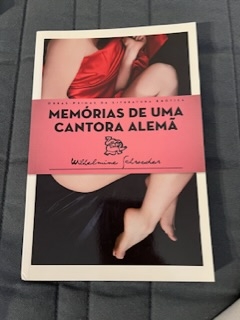 OBRAS PRIMAS DA LITERATURA ERÓTICA
MEMÓRIAS DE UMA
CANTORA ALEMÃ
Wilhelmine Schroeder